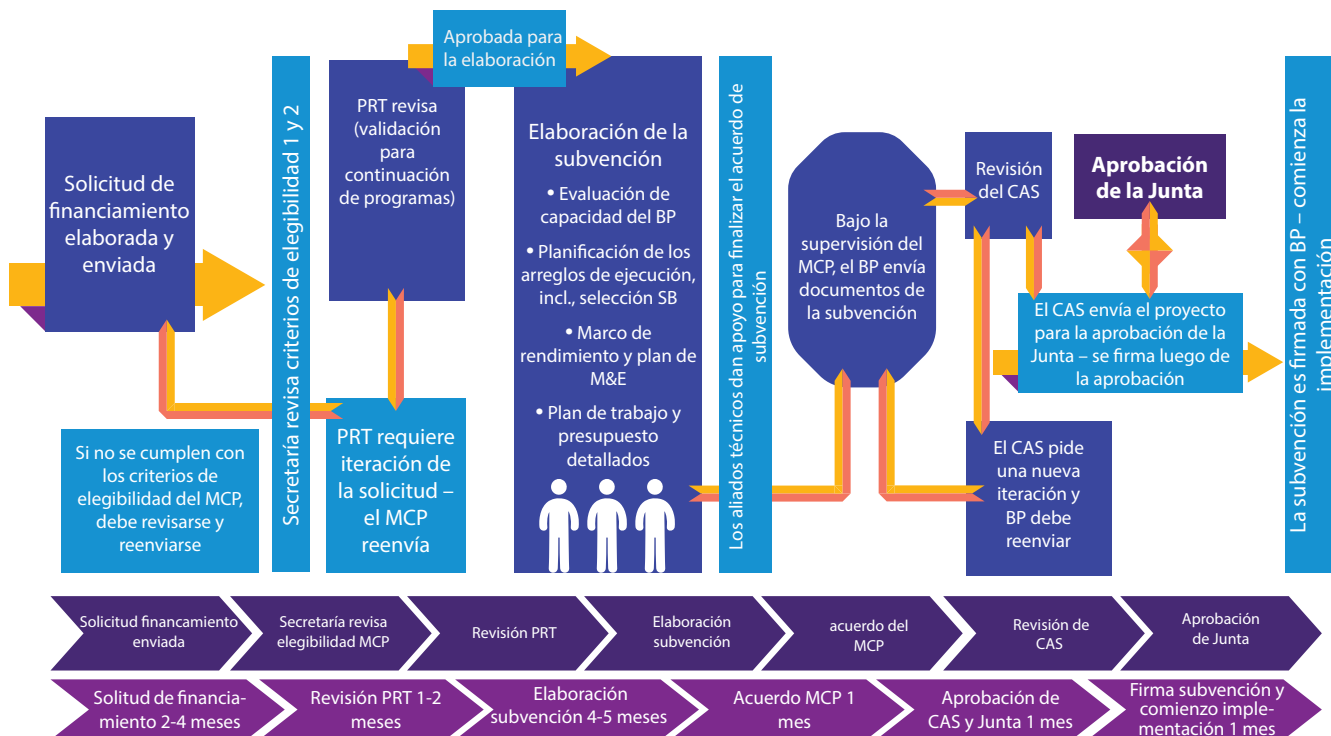 Solicitud de
financiamiento
elaborada y
enviada
Si no se cumplen con
los criterios de
elegibilidad del MCP,
debe revisarse y
reenviarse
Secretaría revisa criterios de elegibilidad 1 y 2
PRT revisa
(validación
para
continuación
de programas)
PRT requiere
iteración de
la solicitud –
el MCP
reenvía
Aprobada para
la elaboración
Elaboración de la
subvención
• Evaluación de
capacidad del BP
• Planificación de los
arreglos de ejecución,
incl., selección SB
• Marco de
rendimiento y plan de
M&E
• Plan de trabajo y
presupuesto
detallados
Los aliados técnicos dan apoyo para finalizar el acuerdo de
subvención
Bajo la
supervisión del
MCP, el BP envía
documentos de
la subvención
Revisión
del CAS
El CAS pide
una nueva
iteración y
BP debe
reenviar
Aprobación
de la Junta
El CAS envía el proyecto
para la aprobación de la
Junta – se firma luego de
la aprobación
La subvención es firmada con BP – comienza la
implementación
Solicitud financamiento
enviada
Secretaría revisa
elegibilidad MCP
Revisión PRT
Elaboración
subvención
acuerdo del
MCP
Revisión de
CAS
Aprobación
de Junta
Solitud de financia-
miento 2-4 meses
Revisión PRT 1-2
meses
Elaboración
subvención 4-5 meses
Acuerdo MCP 1
mes
Aprobación de
CAS y Junta 1 mes
Firma subvención y
comienzo imple-
mentación 1 mes